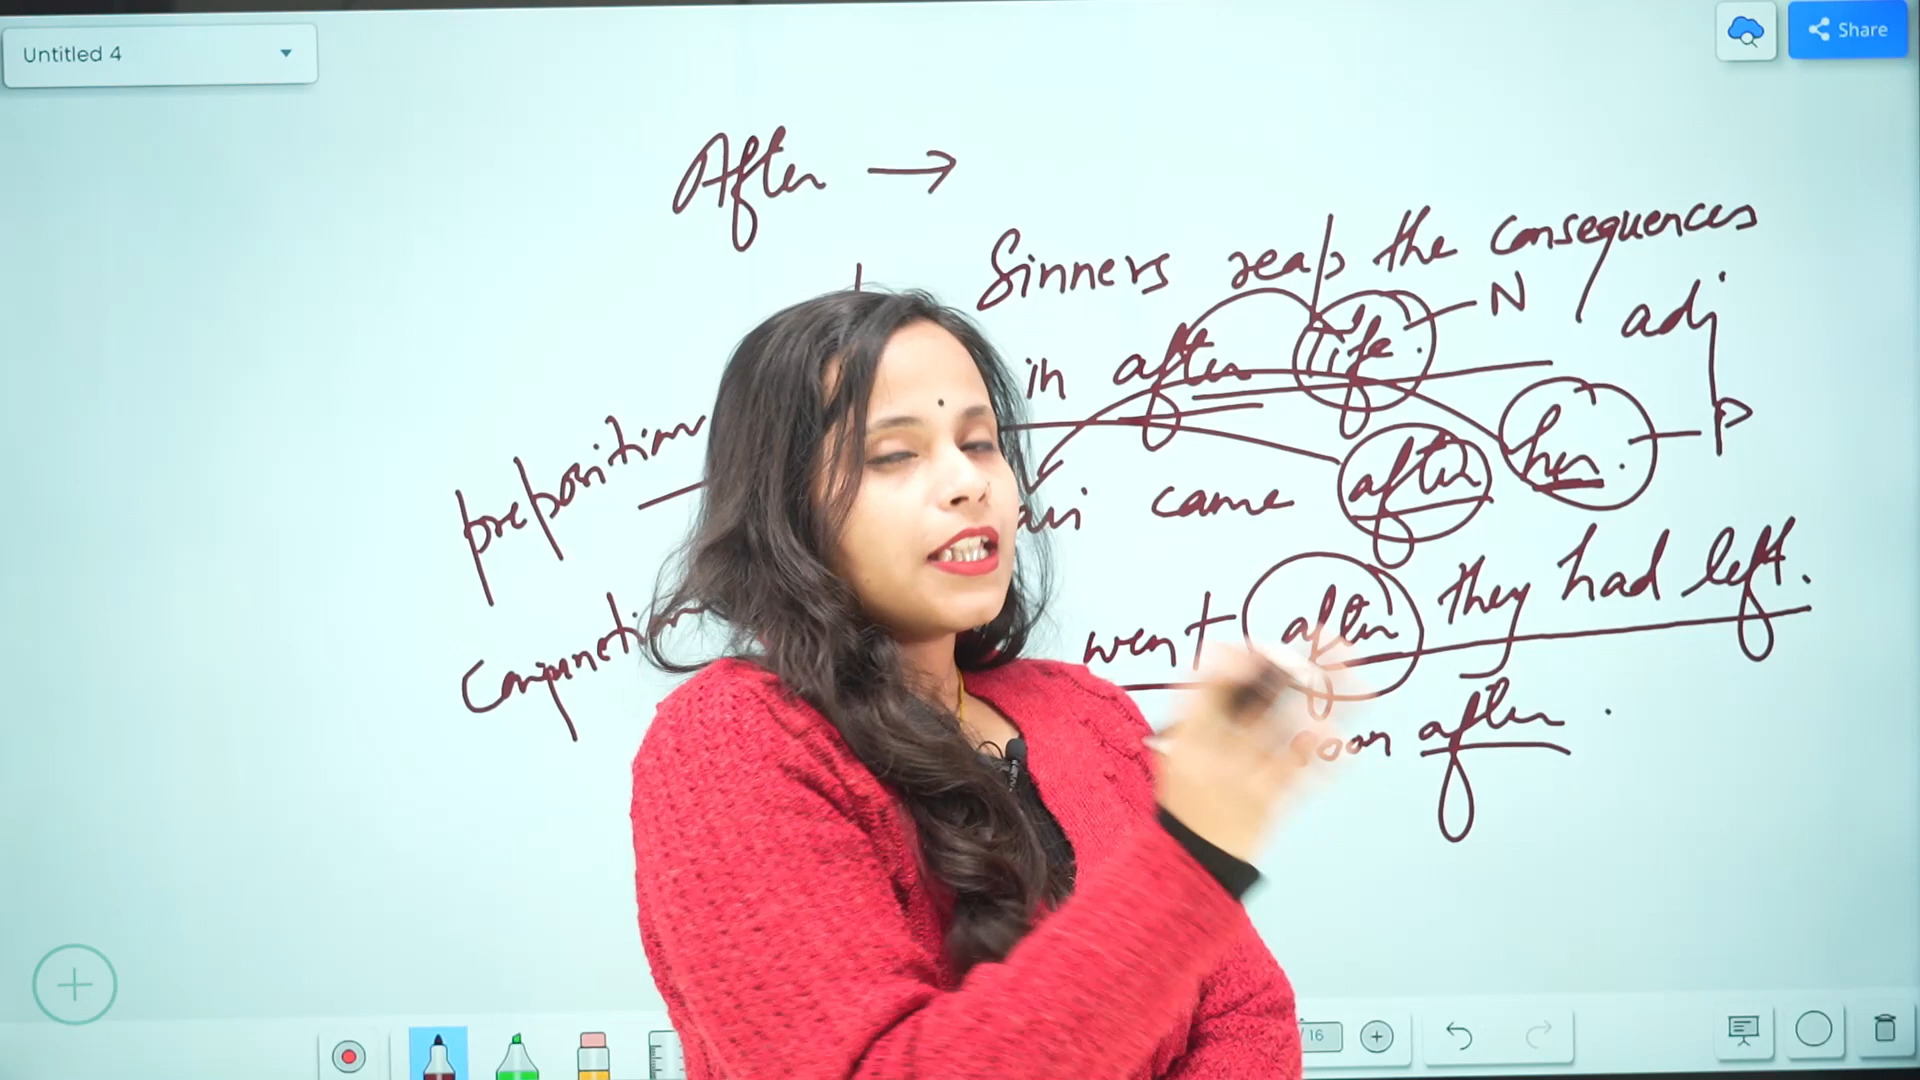 Untitled 4
Share
After →
Sinners reap the consequences
in after life. N adj
preposition came after her. P
Conjunction went after they had left.
soon after.
16